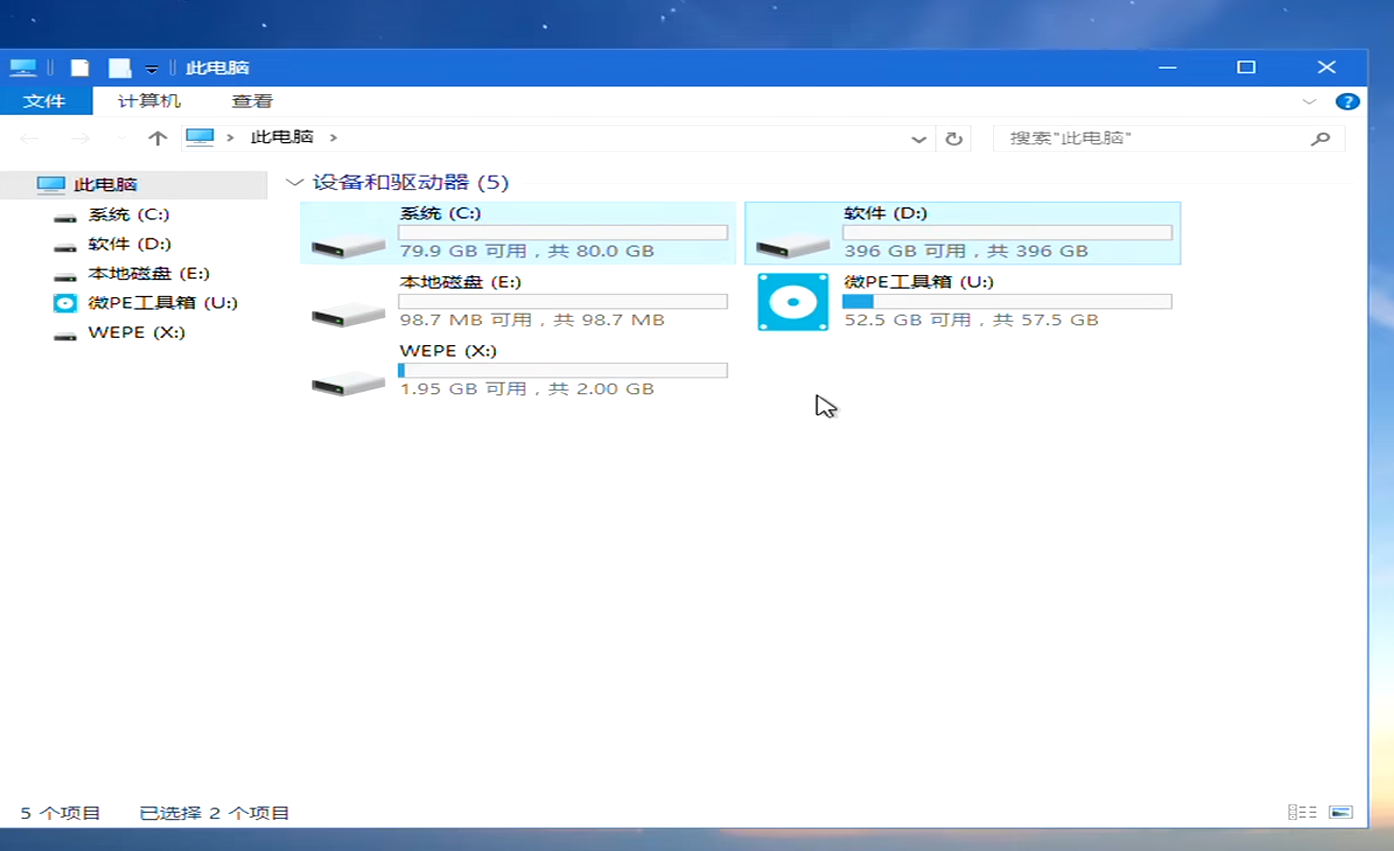 此电脑
文件 计算机 查看
此电脑 搜索"此电脑"
此电脑
系统 (C:)
软件 (D:)
本地磁盘 (E:)
微PE工具箱 (U:)
WEPE (X:)
设备和驱动器 (5)
系统 (C:)
79.9 GB 可用，共 80.0 GB
软件 (D:)
396 GB 可用，共 396 GB
本地磁盘 (E:)
98.7 MB 可用，共 98.7 MB
微PE工具箱 (U:)
52.5 GB 可用，共 57.5 GB
WEPE (X:)
1.95 GB 可用，共 2.00 GB
5 个项目 已选择 2 个项目